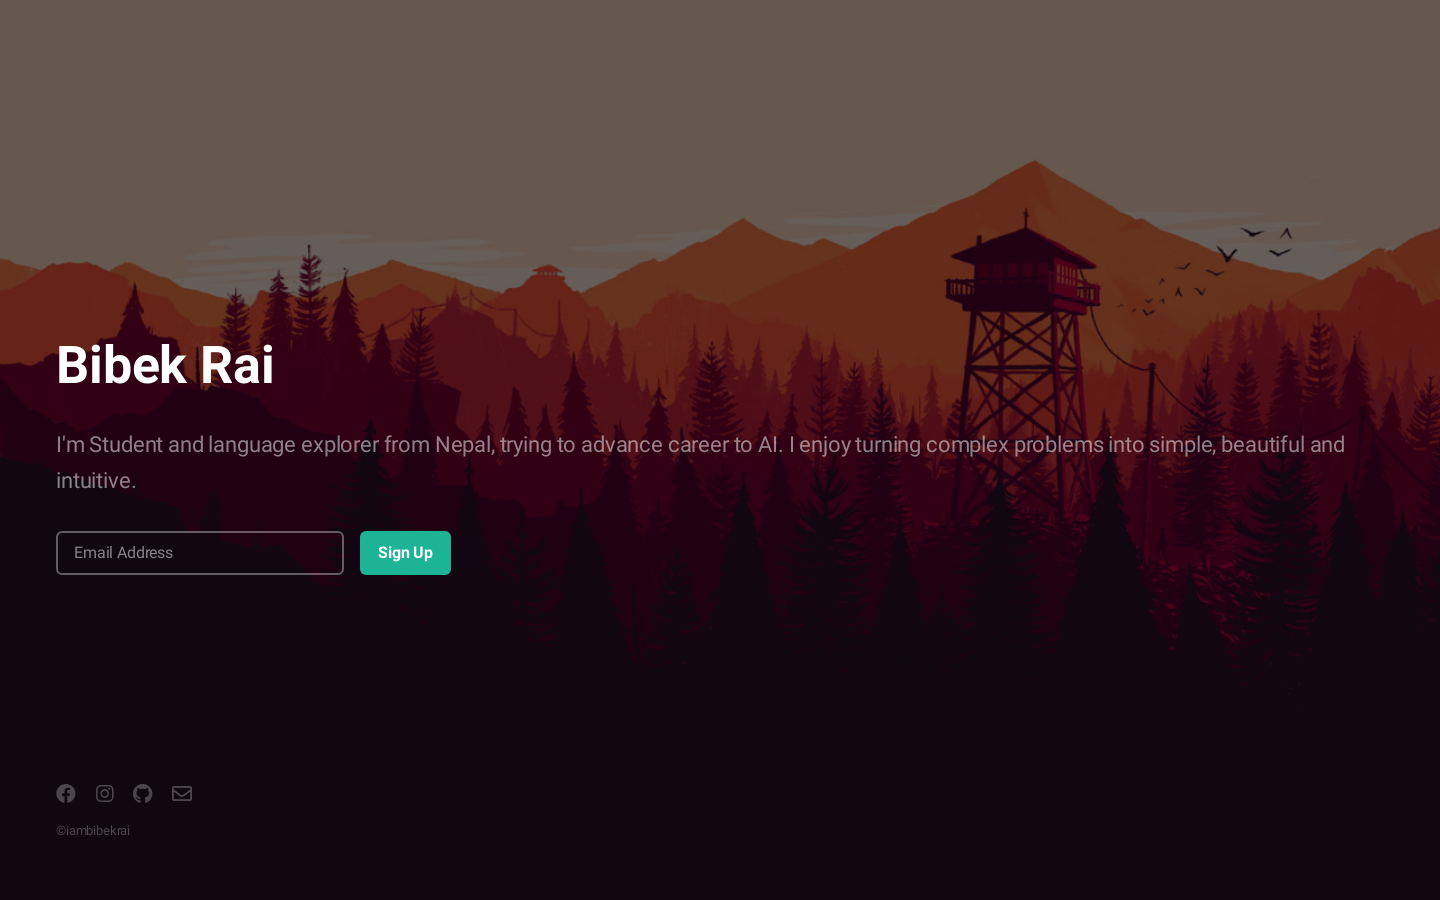 Bibek Rai
I'm Student and language explorer from Nepal, trying to advance career to AI. I enjoy turning complex problems into simple, beautiful and
intuitive.
Email Address
Sign Up
©iambibekrai